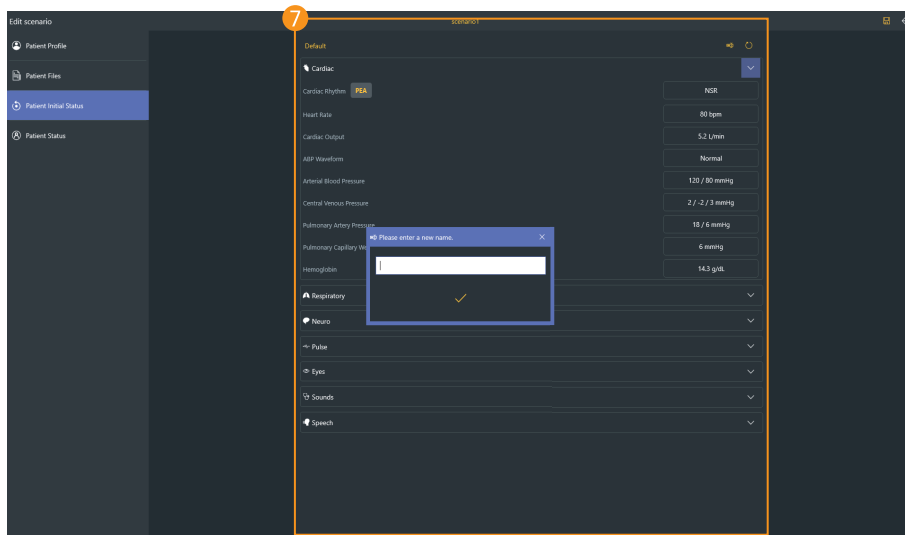 7
Edit scenario
scenario1
Patient Profile
Patient Files
Patient Initial Status
Patient Status
Default
Cardiac
Cardiac Rhythm PEA NSR
Heart Rate 80 bpm
Cardiac Output 5.2 L/min
ABP Waveform Normal
Arterial Blood Pressure 120 / 80 mmHg
Central Venous Pressure 2 / -2 / 3 mmHg
Pulmonary Artery Pressure 18 / 6 mmHg
Pulmonary Capillary We 6 mmHg
Hemoglobin 14.3 g/dL
Please enter a new name.
Respiratory
Neuro
Pulse
Eyes
Sounds
Speech